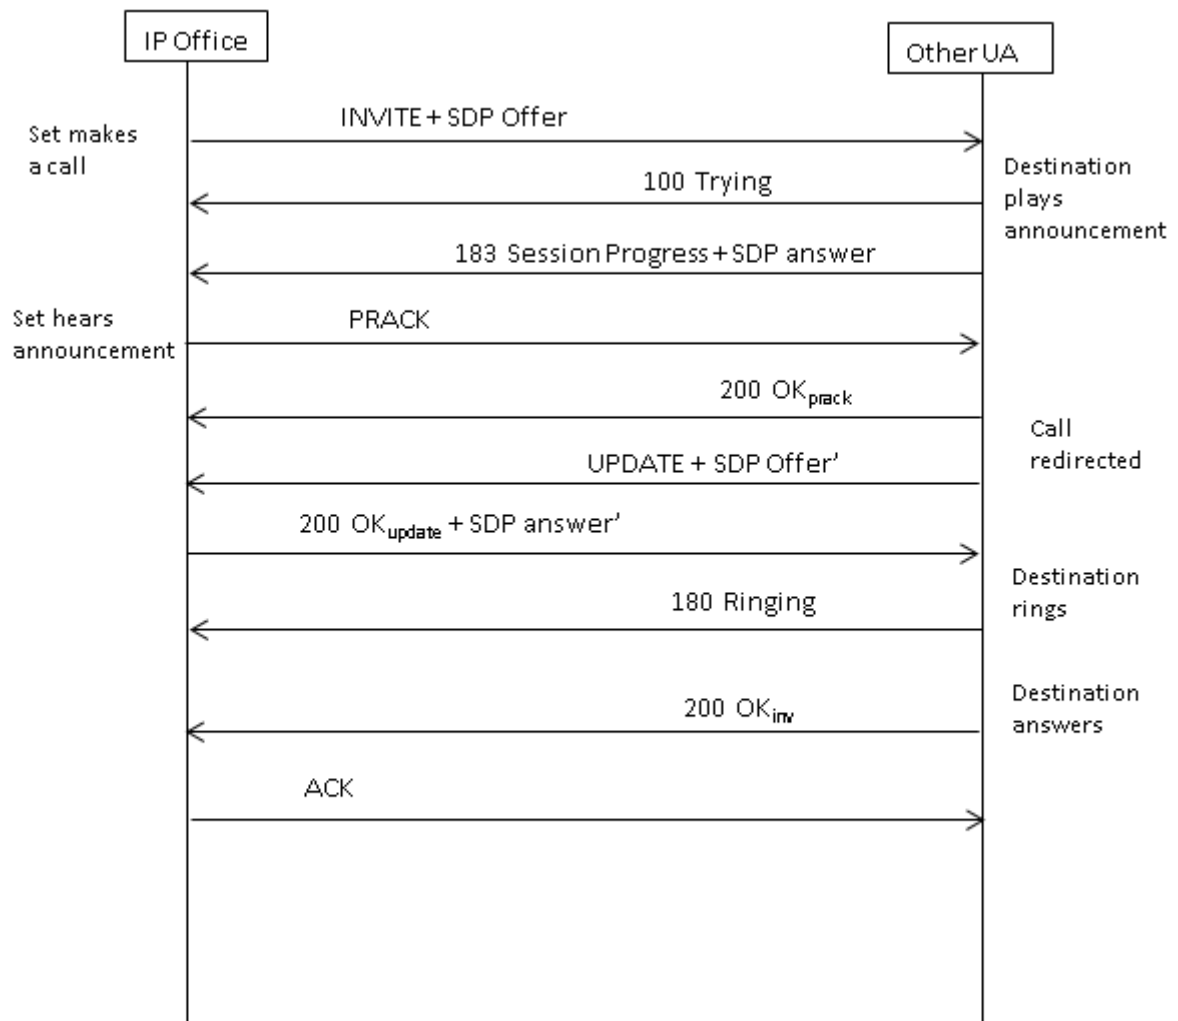 IP Office
Other UA
INVITE + SDP Offer
Set makes
a call
100 Trying
Destination
plays
announcement
183 Session Progress + SDP answer
Set hears
announcement
PRACK
200 OKprack
Call
redirected
UPDATE + SDP Offer’
200 OKupdate + SDP answer’
Destination
rings
180 Ringing
Destination
answers
200 OKinv
ACK